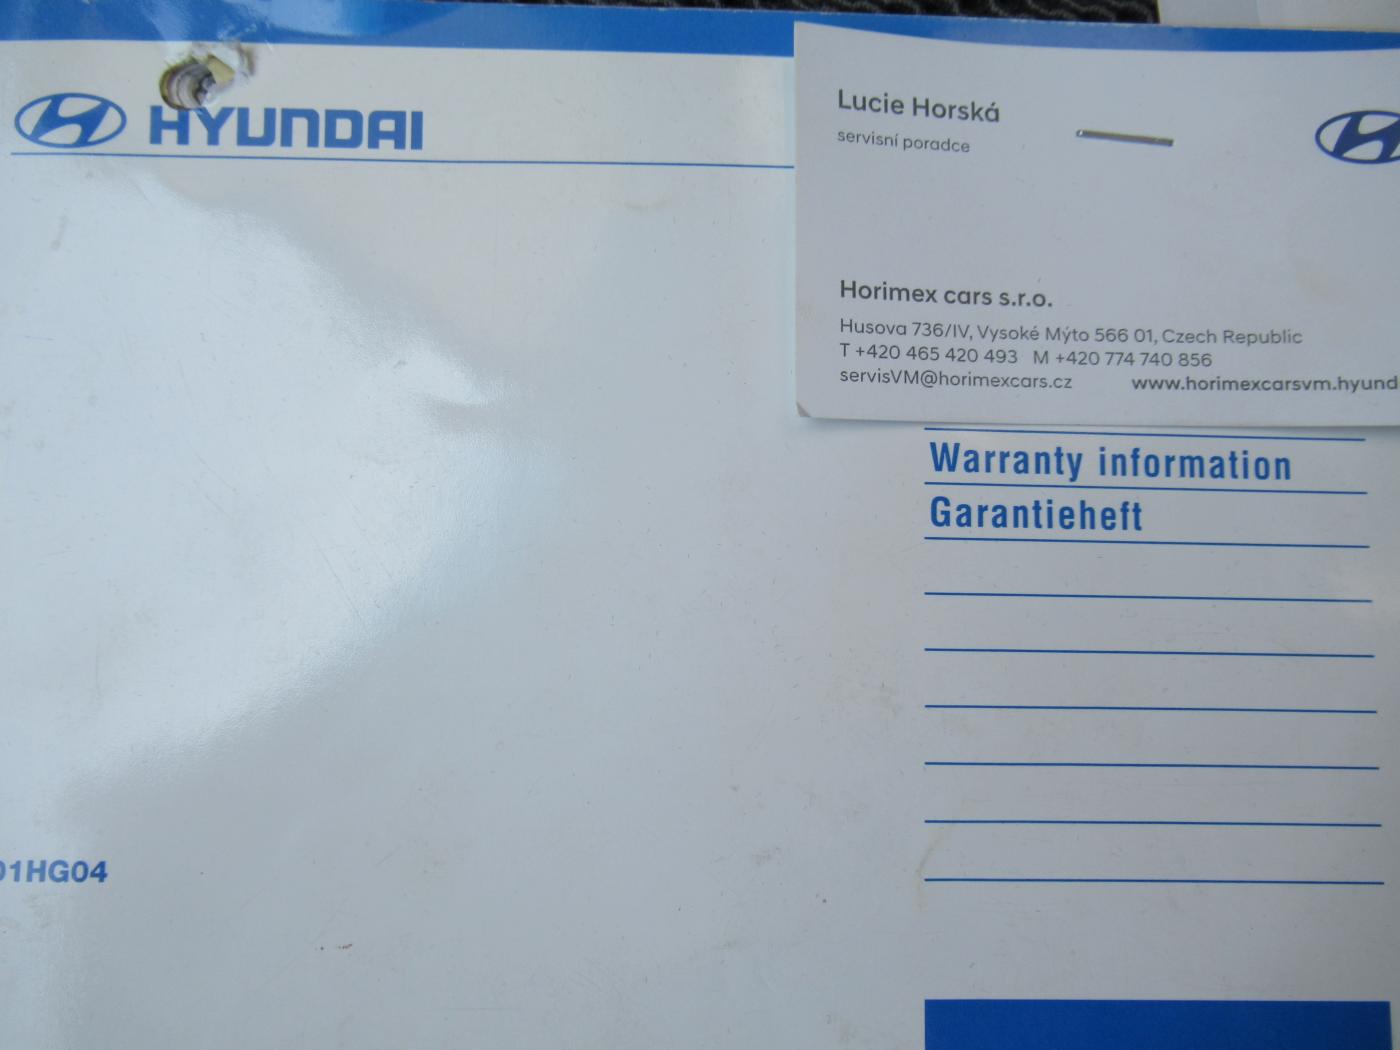 HYUNDAI
Lucie Horská
servisní poradce
Horimex cars s.r.o.
Husova 736/IV, Vysoké Mýto 566 01, Czech Republic
T +420 465 420 493 M +420 774 740 856
servisVM@horimexcars.cz www.horimexcarsvm.hyund
Warranty information
Garantieheft
01HG04